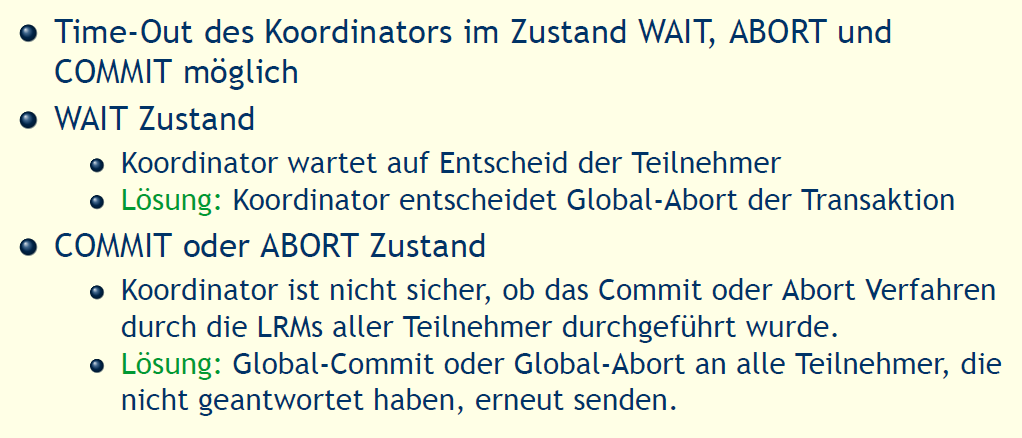 Time-Out des Koordinators im Zustand WAIT, ABORT und
COMMIT möglich
WAIT Zustand
Koordinator wartet auf Entscheid der Teilnehmer
Lösung: Koordinator entscheidet Global-Abort der Transaktion
COMMIT oder ABORT Zustand
Koordinator ist nicht sicher, ob das Commit oder Abort Verfahren
durch die LRMs aller Teilnehmer durchgeführt wurde.
Lösung: Global-Commit oder Global-Abort an alle Teilnehmer, die
nicht geantwortet haben, erneut senden.